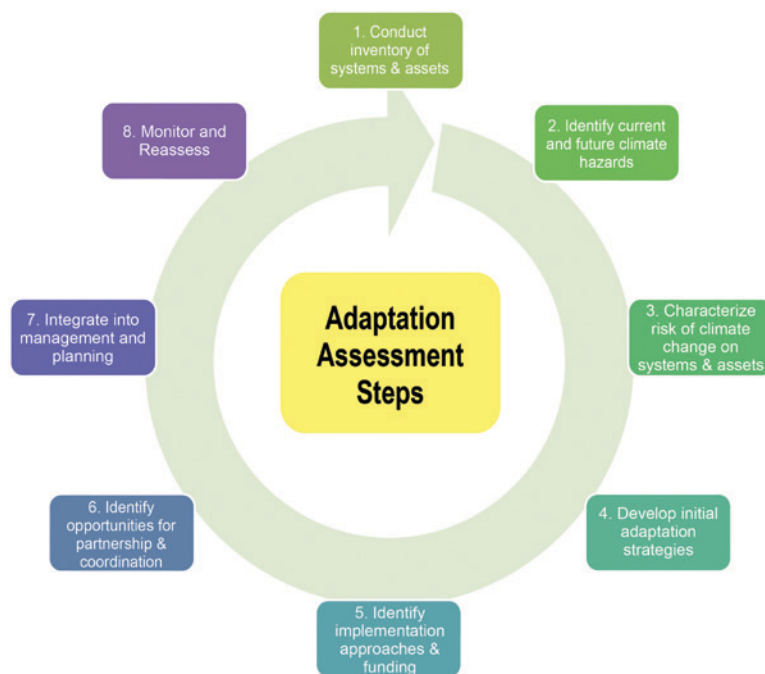 1. Conduct
inventory of
systems & assets
2. Identify current
and future climate
hazards
3. Characterize
risk of climate
change on
systems & assets
4. Develop initial
adaptation
strategies
5. Identify
implementation
approaches &
funding
6. Identify
opportunities for
partnership &
coordination
7. Integrate into
management and
planning
8. Monitor and
Reassess
Adaptation
Assessment
Steps